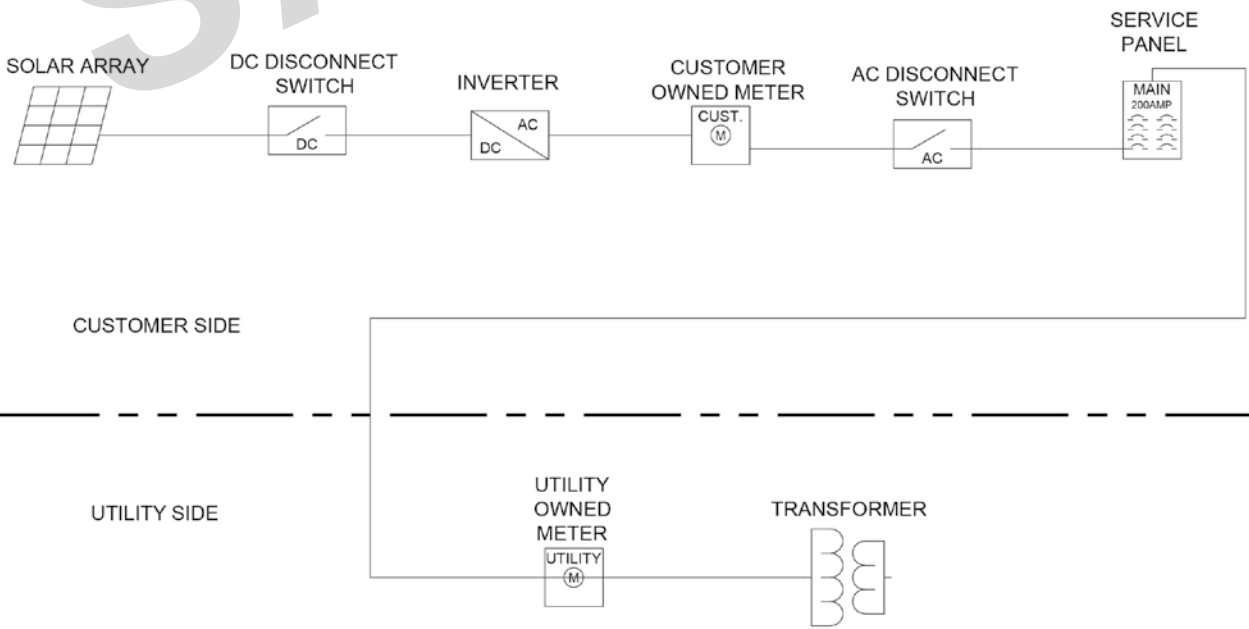 SOLAR ARRAY
DC DISCONNECT
SWITCH
DC
INVERTER
AC
DC
CUSTOMER
OWNED METER
CUST.
M
AC DISCONNECT
SWITCH
AC
SERVICE
PANEL
MAIN
200AMP
CUSTOMER SIDE
UTILITY SIDE
UTILITY
OWNED
METER
UTILITY
M
TRANSFORMER